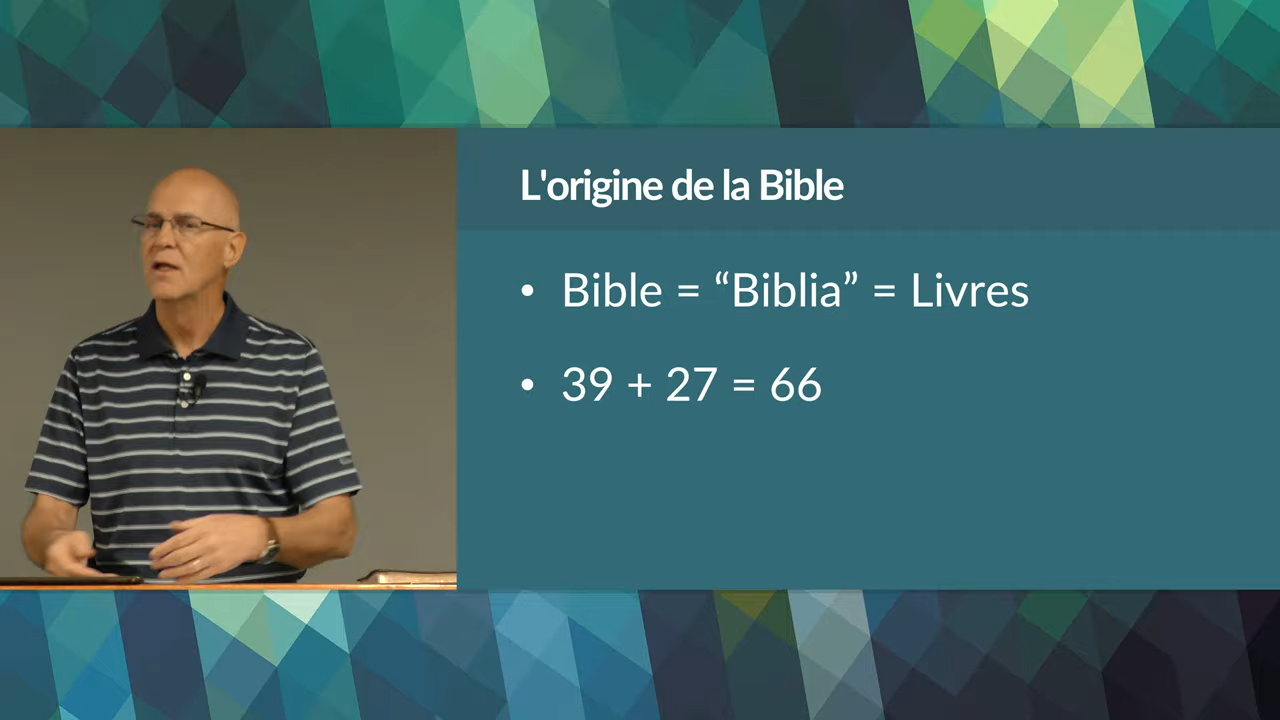 L'origine de la Bible
• Bible = “Biblia” = Livres
• 39 + 27 = 66